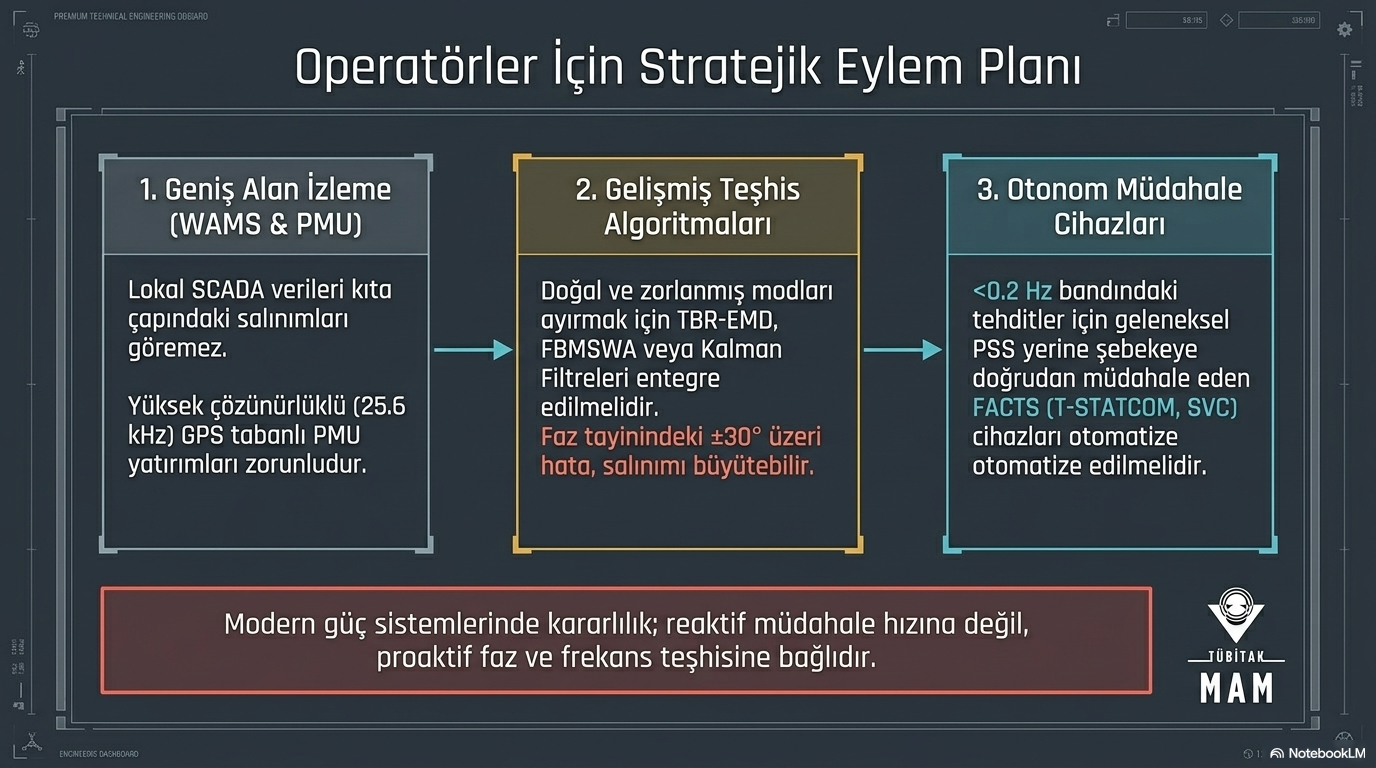 PREMIUM TECHNICAL ENGINEERING
Operatörler İçin Stratejik Eylem Planı
1. Geniş Alan İzleme
(WAMS & PMU)
Lokal SCADA verileri kıta
çapındaki salınımları
göremez.
Yüksek çözünürlüklü (25.6
kHz) GPS tabanlı PMU
yatırımları zorunludur.
2. Gelişmiş Teşhis
Algoritmaları
Doğal ve zorlanmış modları
ayırmak için TBR-EMD,
FBMSWA veya Kalman
Filtreleri entegre
edilmelidir.
Faz tayinindeki ±30° üzeri
hata, salınımı büyütebilir.
3. Otonom Müdahale
Cihazları
<0.2 Hz bandındaki
tehditler için geleneksel
PSS yerine şebekeye
doğrudan müdahale eden
FACTS (T-STATCOM, SVC)
cihazları otomatize
otomatize edilmelidir.
Modern güç sistemlerinde kararlılık; reaktif müdahale hızına değil,
proaktif faz ve frekans teşhisine bağlıdır.
TÜBİTAK
MAM
DASHBOARD
NotebookLM